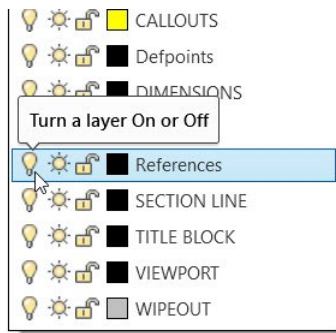 CALLOUTS
Defpoints
DIMENSIONS
Turn a layer On or Off
References
SECTION LINE
TITLE BLOCK
VIEWPORT
WIPEOUT